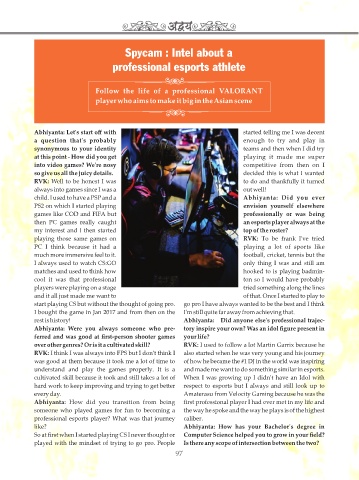 अद्वय
Spycam : Intel about a
professional esports athlete
Follow the life of a professional VALORANT
player who aims to make it big in the Asian scene
Abhiyanta: Let's start off with
a question that's probably
synonymous to your identity
at this point - How did you get
into video games? We're nosy
so give us all the juicy details.
RVK: Well to be honest I was
always into games since I was a
child. I used to have a PSP and a
PS2 on which I started playing
games like COD and FIFA but
then PC games really caught
my interest and I then started
playing those same games on
PC I think because it had a
much more immersive feel to it.
I always used to watch CS:GO
matches and used to think how
cool it was that professional
players were playing on a stage
and it all just made me want to
start playing CS but without the thought of going pro.
I bought the game in Jan 2017 and from then on the
rest is history!
Abhiyanta: Were you always someone who pre-
ferred and was good at first-person shooter games
over other genres? Or is it a cultivated skill?
RVK: I think I was always into FPS but I don't think I
was good at them because it took me a lot of time to
understand and play the games properly. It is a
cultivated skill because it took and still takes a lot of
hard work to keep improving and trying to get better
every day.
Abhiyanta: How did you transition from being
someone who played games for fun to becoming a
professional esports player? What was that journey
like?
So at first when I started playing CS I never thought or
played with the mindset of trying to go pro. People
started telling me I was decent
enough to try and play in
teams and then when I did try
playing it made me super
competitive from then on I
decided this is what I wanted
to do and thankfully it turned
out well!
Abhiyanta: Did you ever
envision yourself elsewhere
professionally or was being
an esports player always at the
top of the roster?
RVK: To be frank I've tried
playing a lot of sports like
football, cricket, tennis but the
only thing I was and still am
hooked to is playing badmin-
ton so I would have probably
tried something along the lines
of that. Once I started to play to
go pro I have always wanted to be the best and I think
I'm still quite far away from achieving that.
Abhiyanta: Did anyone else's professional trajec-
tory inspire your own? Was an idol figure present in
your life?
RVK: I used to follow a lot Martin Garrix because he
also started when he was very young and his journey
of how he became the #1 DJ in the world was inspiring
and made me want to do something similar in esports.
When I was growing up I didn't have an Idol with
respect to esports but I always and still look up to
Amaterasu from Velocity Gaming because he was the
first professional player I had ever met in my life and
the way he spoke and the way he plays is of the highest
caliber.
Abhiyanta: How has your Bachelor's degree in
Computer Science helped you to grow in your field?
Is there any scope of intersection between the two?
97